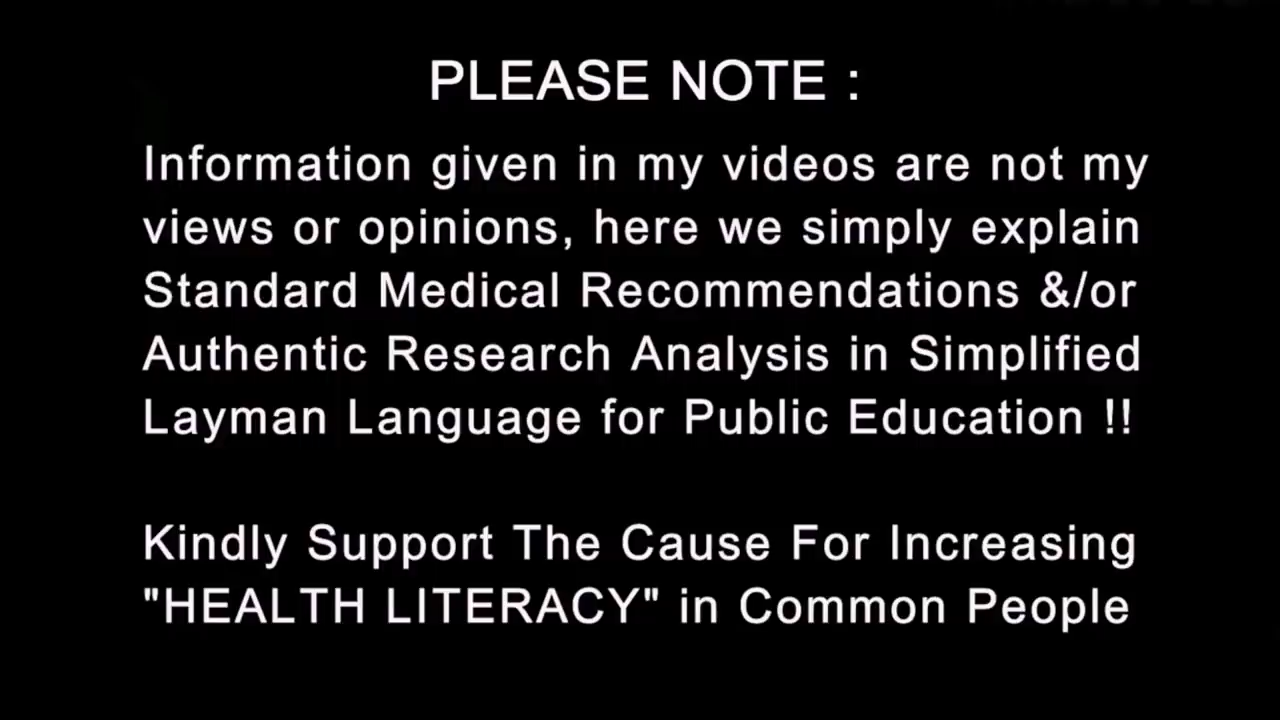 PLEASE NOTE :
Information given in my videos are not my
views or opinions, here we simply explain
Standard Medical Recommendations &/or
Authentic Research Analysis in Simplified
Layman Language for Public Education !!
Kindly Support The Cause For Increasing
"HEALTH LITERACY" in Common People